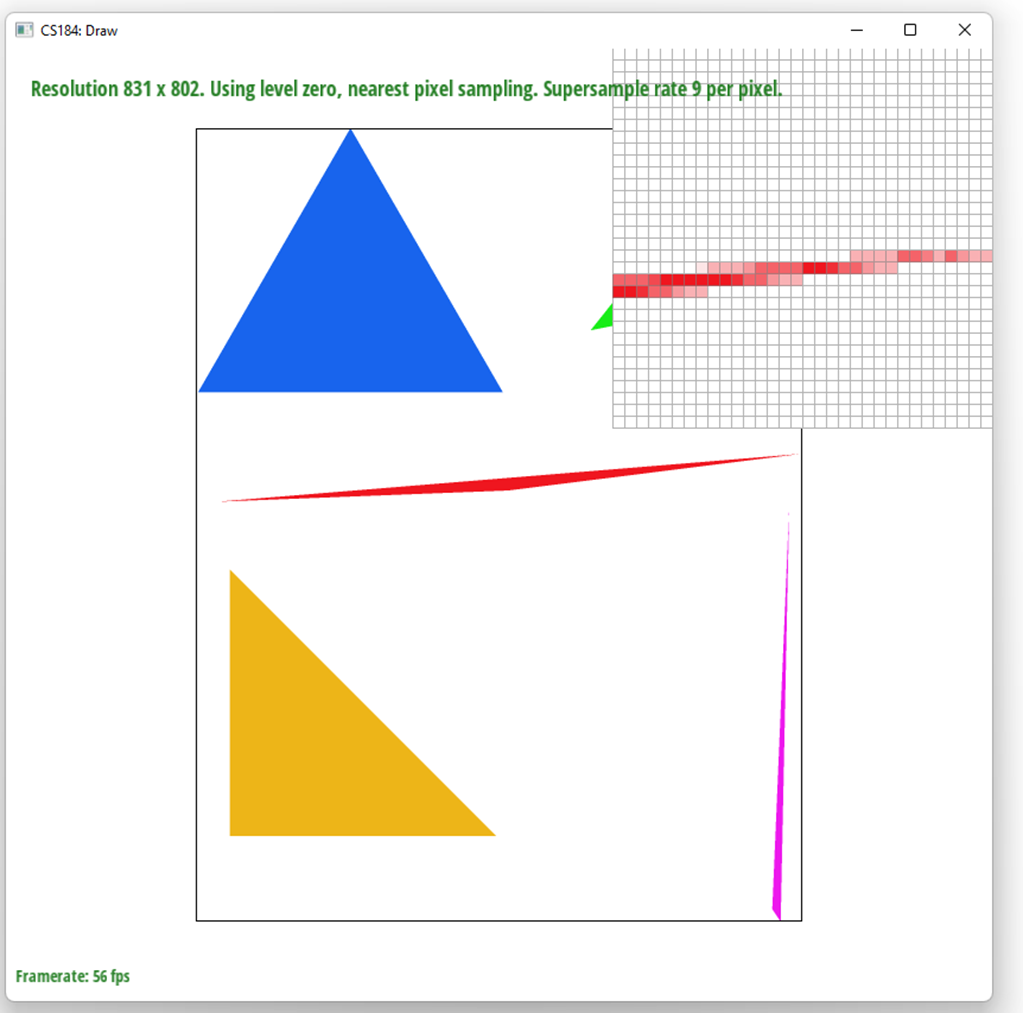 CS184: Draw
Resolution 831 x 802. Using level zero, nearest pixel sampling. Supersample rate 9 per pixel.
Framerate: 56 fps